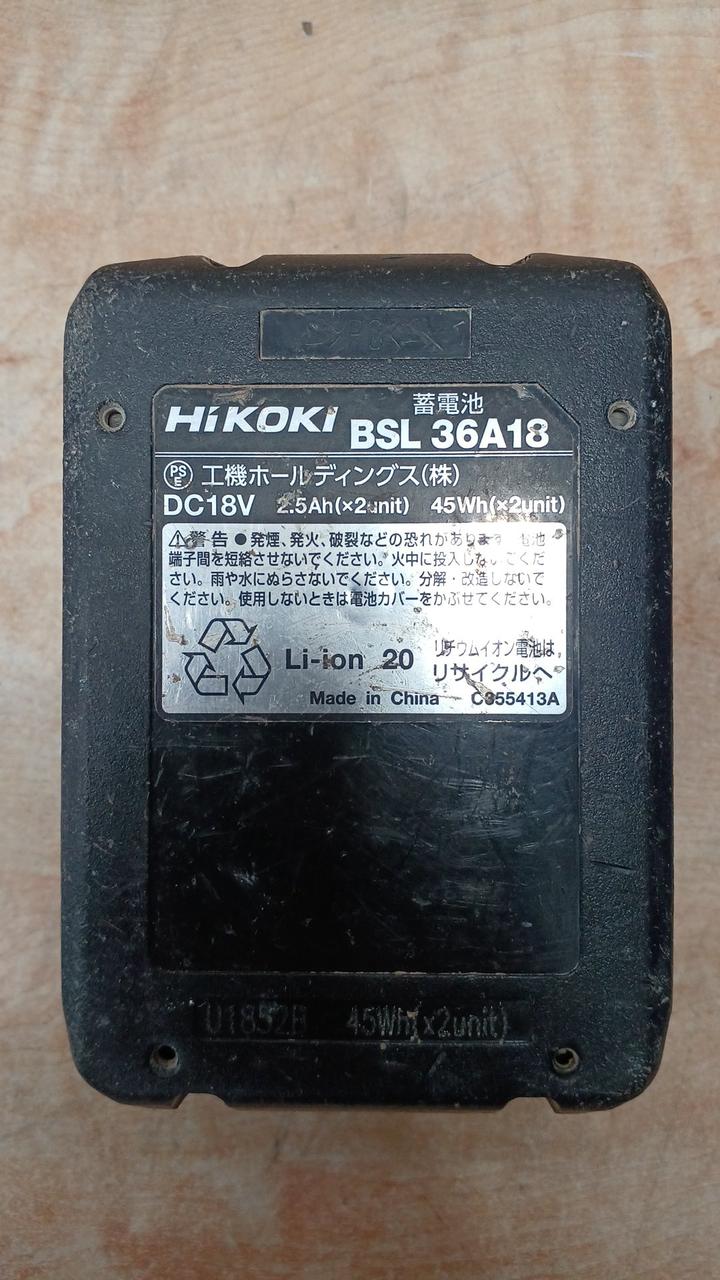 >PC<
HiKOKI 蓄電池
BSL 36A18
PSE 工機ホールディングス(株)
DC18V 2.5Ah(×2unit) 45Wh(×2unit)
⚠警告 ●発煙、発火、破裂などの恐れがあります。電池
端子間を短絡させないでください。火中に投入しないでくだ
さい。雨や水にぬらさないでください。分解・改造しないで
ください。使用しないときは電池カバーをかぶせてください。
Li-ion 20 リチウムイオン電池は
リサイクルへ
Made in China C355413A
45Wh(×2unit)